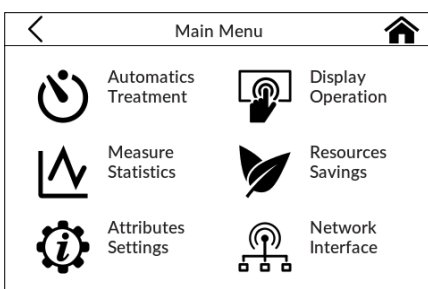 Main Menu
Automatics
Treatment
Display
Operation
Measure
Statistics
Resources
Savings
Attributes
Settings
Network
Interface